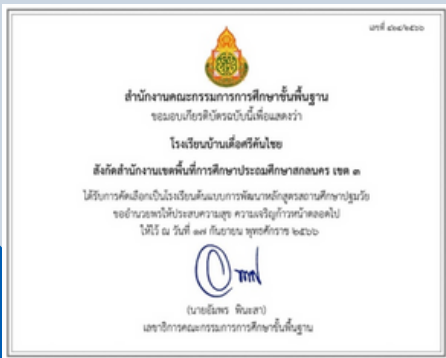 สำนักงานคณะกรรมการการศึกษาขั้นพื้นฐาน
ขอมอบเกียรติบัตรฉบับนี้เพื่อแสดงว่า
โรงเรียนบ้านเดื่อศรีคันไชย
สังกัดสำนักงานเขตพื้นที่การศึกษาประถมศึกษาสกลนคร เขต ๓
ได้รับการคัดเลือกเป็นโรงเรียนต้นแบบการพัฒนาหลักสูตรสถานศึกษาปฐมวัย
ขออำนวยพรให้ประสบความสุข ความเจริญก้าวหน้าตลอดไป
ให้ไว้ ณ วันที่ ๑๗ กันยายน พุทธศักราช ๒๕๖๖
(นายอัมพร พินะสา)
เลขาธิการคณะกรรมการการศึกษาขั้นพื้นฐาน